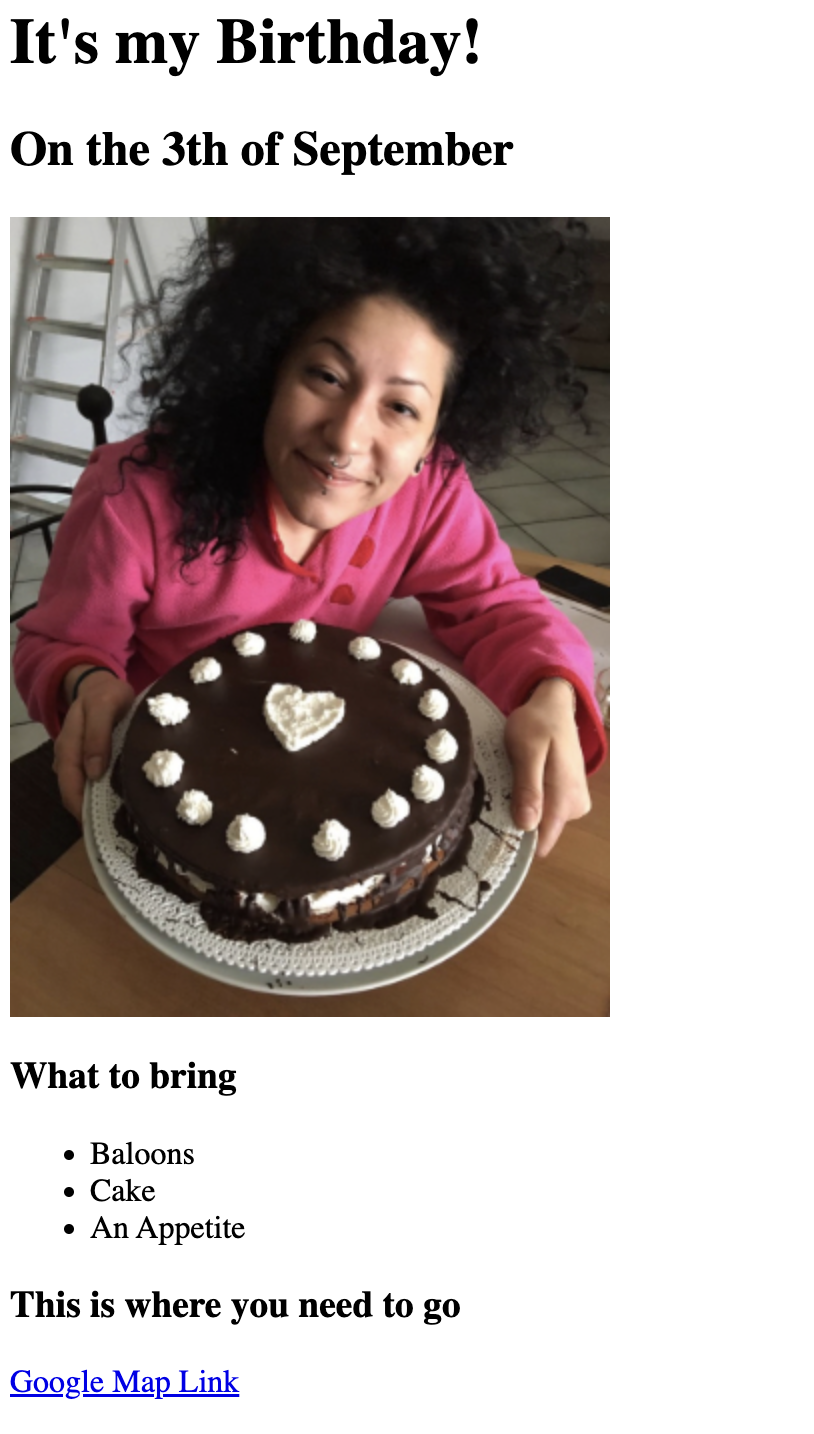 It's my Birthday!
On the 3th of September
What to bring
Baloons
Cake
An Appetite
This is where you need to go
Google Map Link